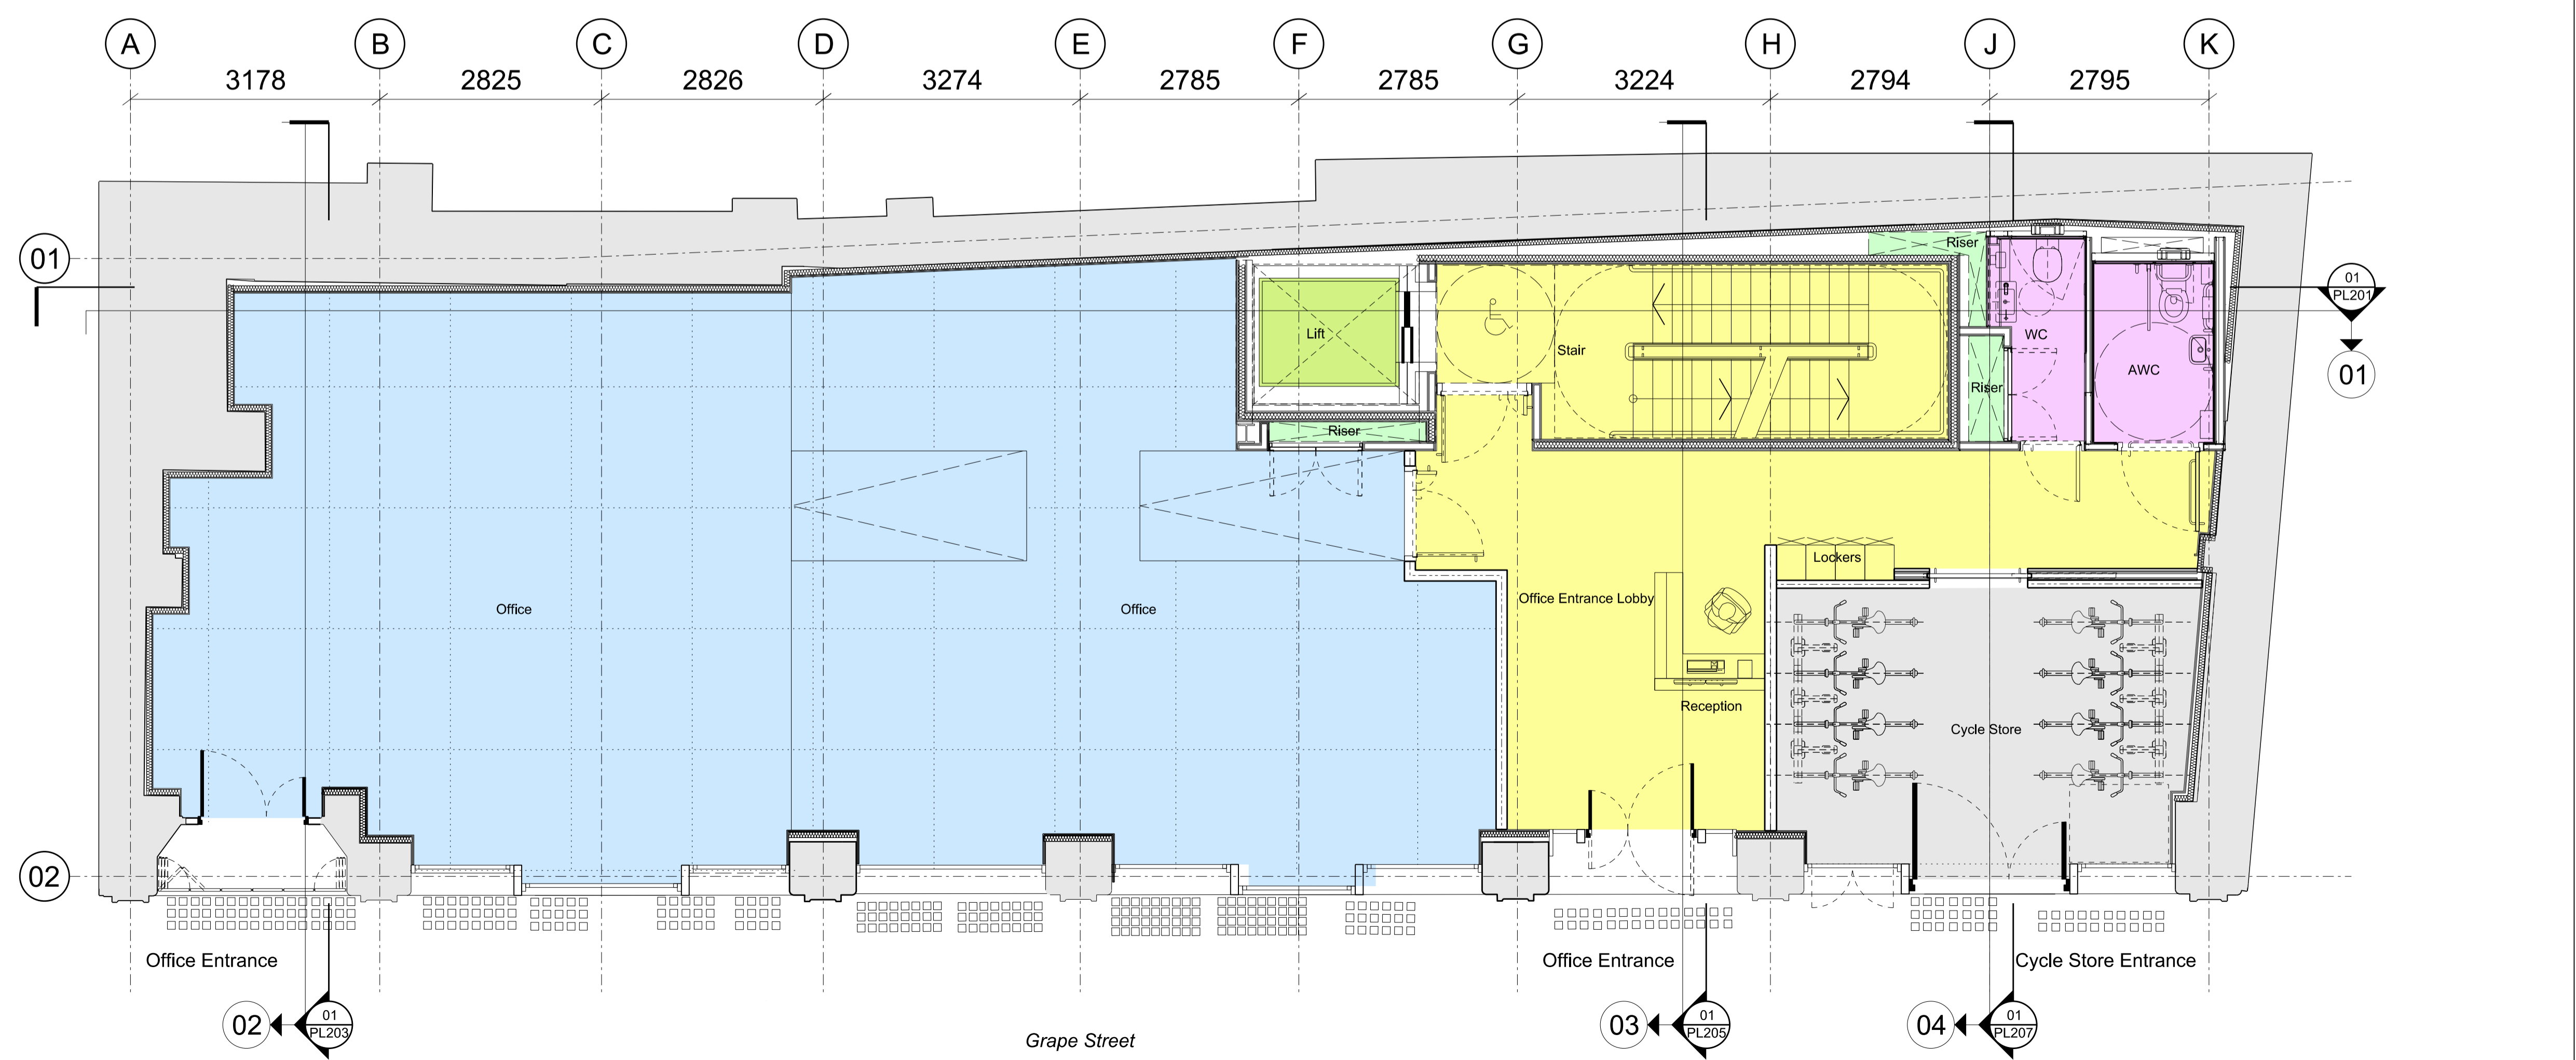 A B C D E F G H J K
3178 2825 2826 3274 2785 2785 3224 2794 2795
01
Riser
01
PL201
Lift
Stair
WC
AWC
01
Riser
Riser
Lockers
Office
Office
Office Entrance Lobby
Reception
Cycle Store
02
Office Entrance
Office Entrance
Cycle Store Entrance
02
01
PL203
03
01
PL205
04
01
PL207
Grape Street